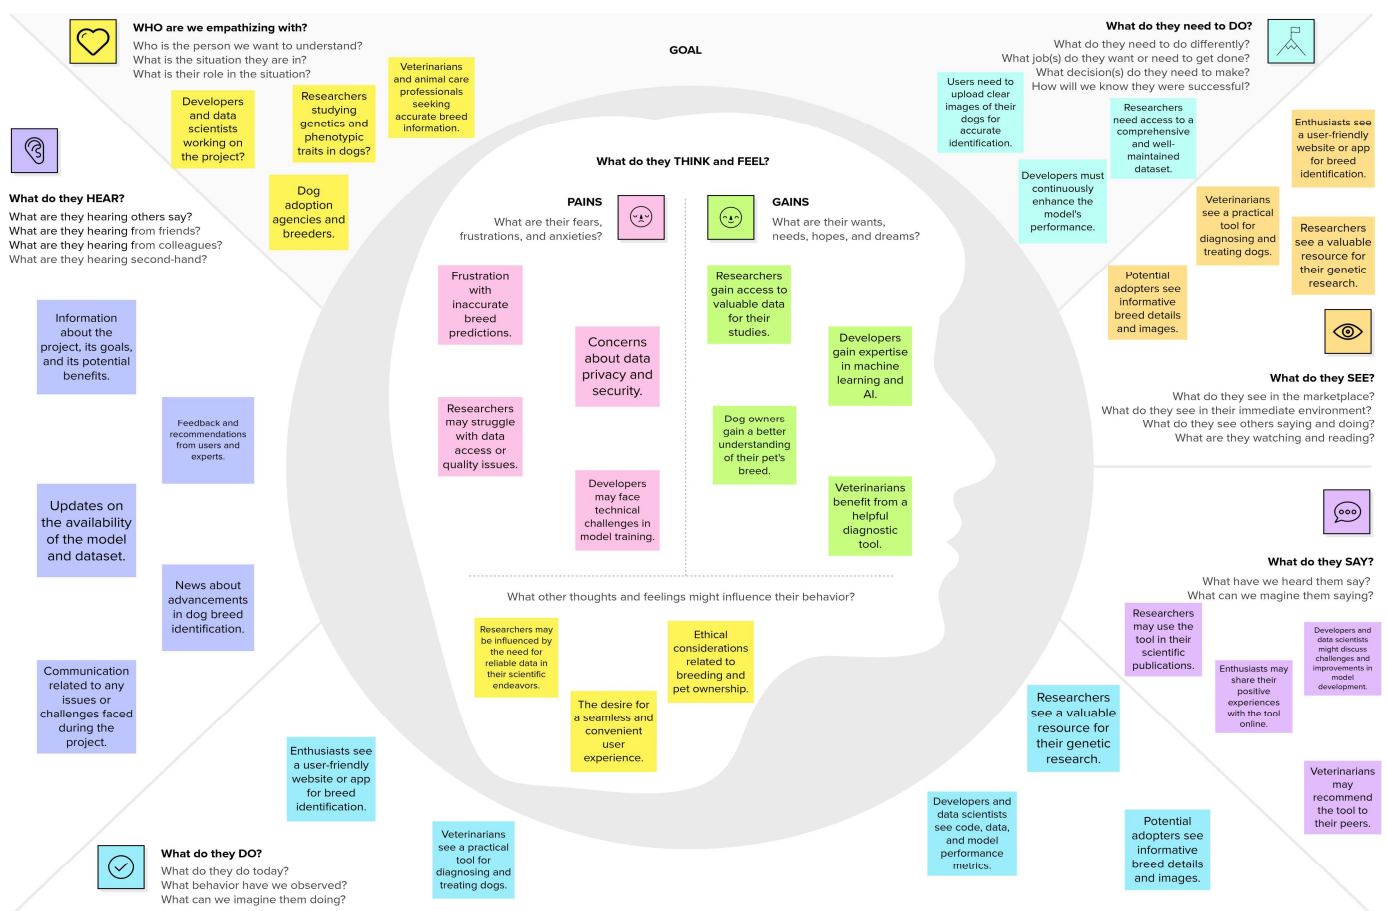 WHO are we empathizing with?
Who is the person we want to understand?
What is the situation they are in?
What is their role in the situation?
Developers
and data
scientists
working on
the project?
Researchers
studying
genetics and
phenotypic
traits in dogs?
Veterinarians
and animal care
professionals
seeking
accurate breed
information.
Dog
adoption
agencies and
breeders.
GOAL
What do they need to DO?
What do they need to do differently?
What job(s) do they want or need to get done?
What decision(s) do they need to make?
How will we know they were successful?
Users need to
upload clear
images of their
dogs for
accurate
identification.
Researchers
need access to a
comprehensive
and well-
maintained
dataset.
Developers must
continuously
enhance the
model's
performance.
Enthusiasts see
a user-friendly
website or app
for breed
identification.
Veterinarians
see a practical
tool for
diagnosing and
treating dogs.
Researchers
see a valuable
resource for
their genetic
research.
Potential
adopters see
informative
breed details
and images.
What do they SEE?
What do they see in the marketplace?
What do they see in their immediate environment?
What do they see others saying and doing?
What are they watching and reading?
What do they HEAR?
What are they hearing others say?
What are they hearing from friends?
What are they hearing from colleagues?
What are they hearing second-hand?
Information
about the
project, its goals,
and its potential
benefits.
Feedback and
recommendations
from users and
experts.
Updates on
the availability
of the model
and dataset.
News about
advancements
in dog breed
identification.
Communication
related to any
issues or
challenges faced
during the
project.
What do they THINK and FEEL?
PAINS
What are their fears,
frustrations, and anxieties?
Frustration
with
inaccurate
breed
predictions.
Concerns
about data
privacy and
security.
Researchers
may struggle
with data
access or
quality issues.
Developers
may face
technical
challenges in
model training.
GAINS
What are their wants,
needs, hopes, and dreams?
Researchers
gain access to
valuable data
for their
studies.
Developers
gain expertise
in machine
learning and
AI.
Dog owners
gain a better
understanding
of their pet's
breed.
Veterinarians
benefit from a
helpful
diagnostic
tool.
What other thoughts and feelings might influence their behavior?
Researchers may
be influenced by
the need for
reliable data in
their scientific
endeavors.
The desire for
a seamless and
convenient
user
experience.
Ethical
considerations
related to
breeding and
pet ownership.
What do they SAY?
What have we heard them say?
What can we magine them saying?
Researchers
may use the
tool in their
scientific
publications.
Enthusiasts may
share their
positive
experiences
with the tool
online.
Developers and
data scientists
might discuss
challenges and
improvements in
model
development.
Veterinarians
may
recommend
the tool to
their peers.
What do they DO?
What do they do today?
What behavior have we observed?
What can we imagine them doing?
Enthusiasts see
a user-friendly
website or app
for breed
identification.
Veterinarians
see a practical
tool for
diagnosing and
treating dogs.
Researchers
see a valuable
resource for
their genetic
research.
Developers and
data scientists
see code, data,
and model
performance
metrics.
Potential
adopters see
informative
breed details
and images.